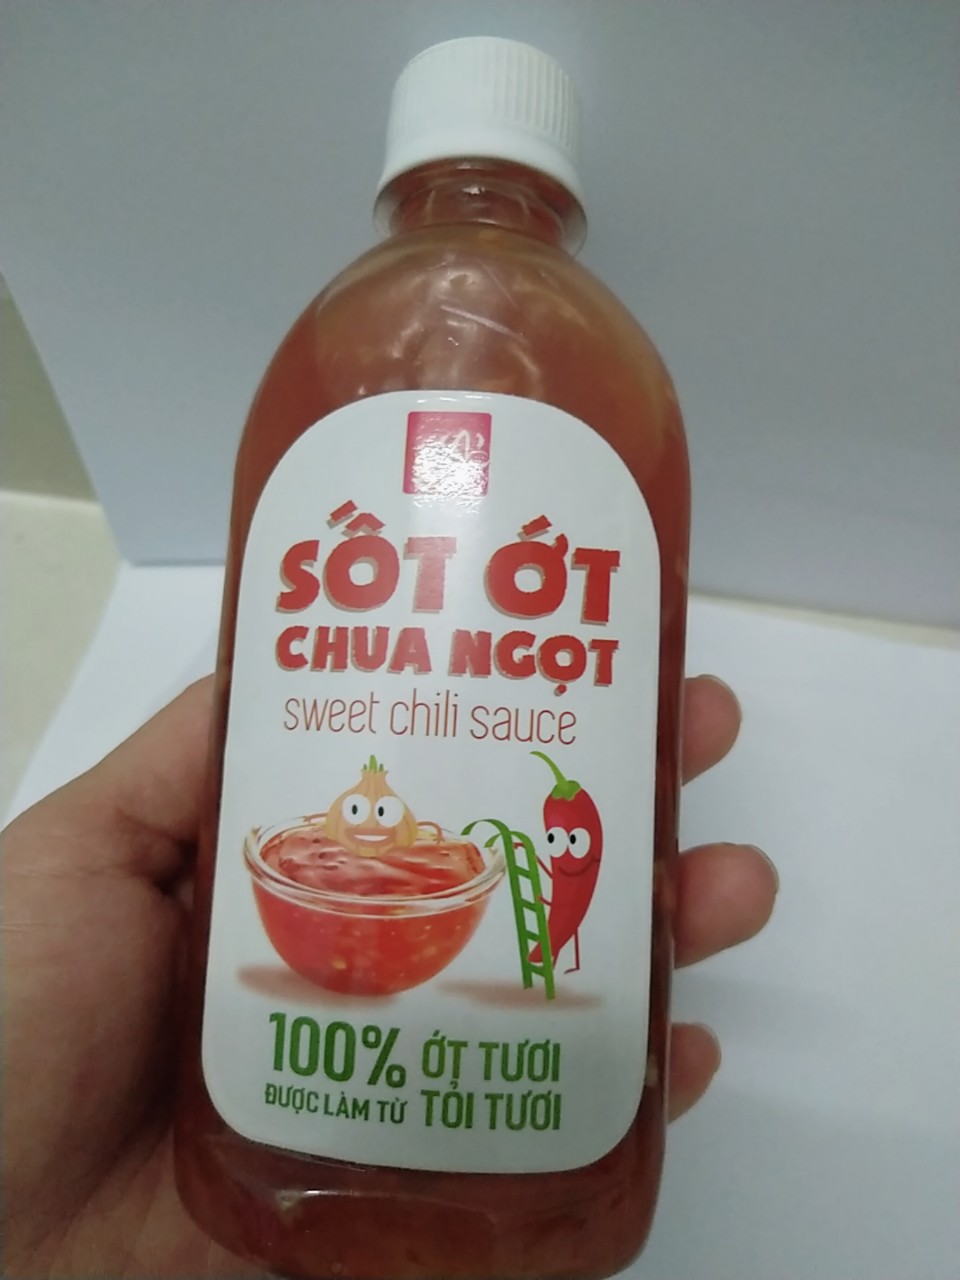 SỐT ỚT
CHUA NGỌT
sweet chili sauce
100% ỚT TƯƠI
ĐƯỢC LÀM TỪ TỎI TƯƠI